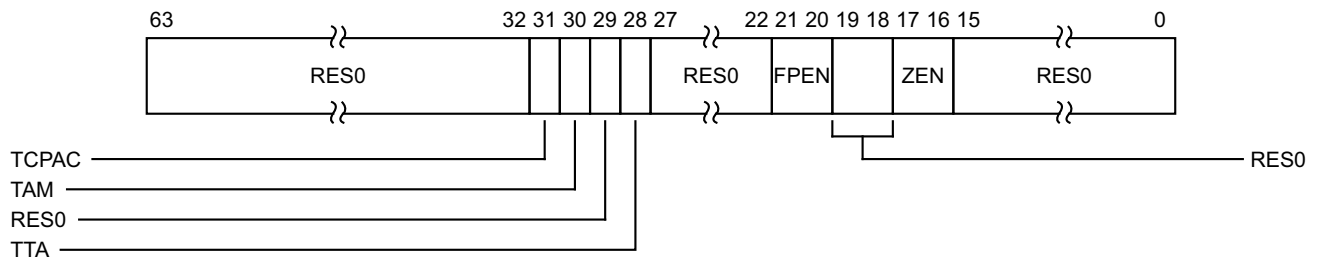 63 32 31 30 29 28 27 22 21 20 19 18 17 16 15 0
RES0 RES0 FPEN ZEN RES0
TCPAC RES0
TAM
RES0
TTA